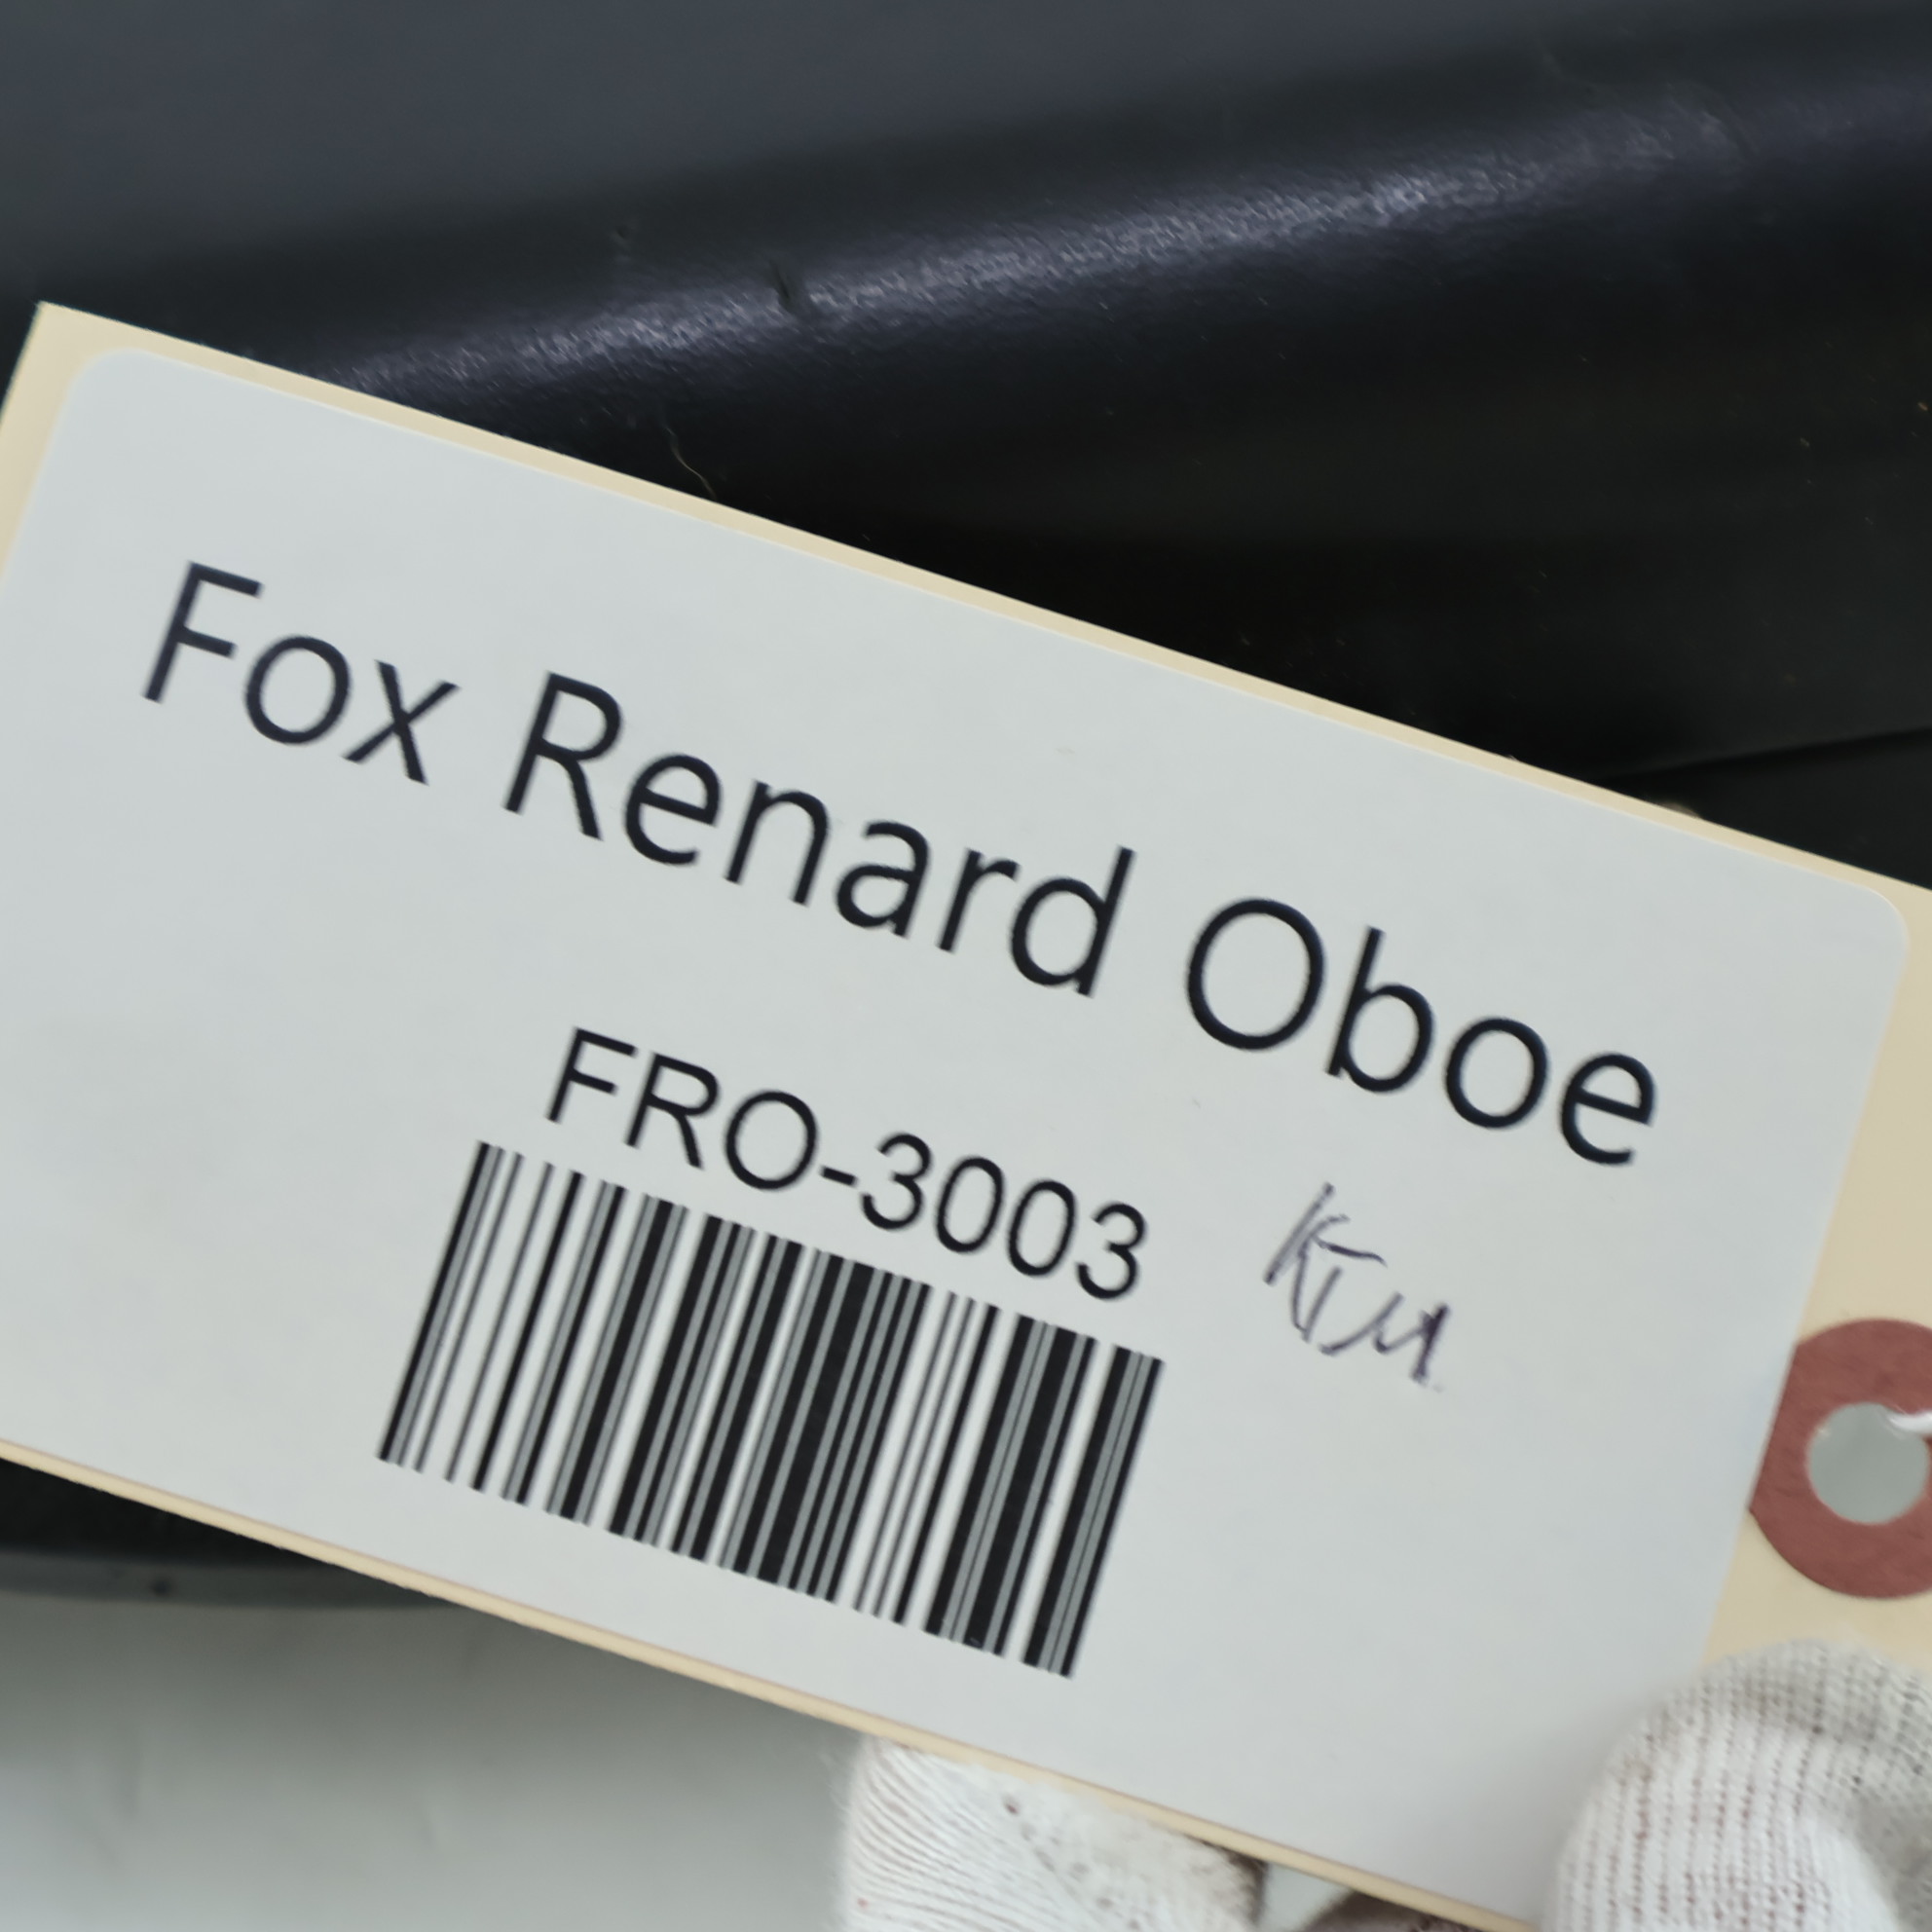 Fox Renard Oboe
FRO-3003